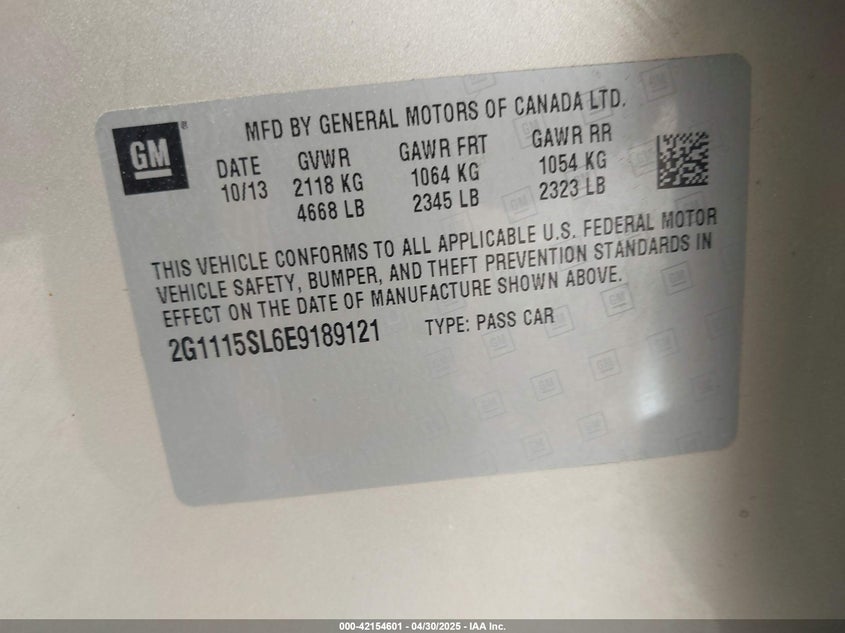 GM
MFD BY GENERAL MOTORS OF CANADA LTD.
DATE GVWR GAWR FRT GAWR RR
10/13 2118 KG 1064 KG 1054 KG
4668 LB 2345 LB 2323 LB
THIS VEHICLE CONFORMS TO ALL APPLICABLE U.S. FEDERAL MOTOR
VEHICLE SAFETY, BUMPER, AND THEFT PREVENTION STANDARDS IN
EFFECT ON THE DATE OF MANUFACTURE SHOWN ABOVE.
2G1115SL6E9189121 TYPE: PASS CAR
000-42154601 - 04/30/2025 - IAA Inc.